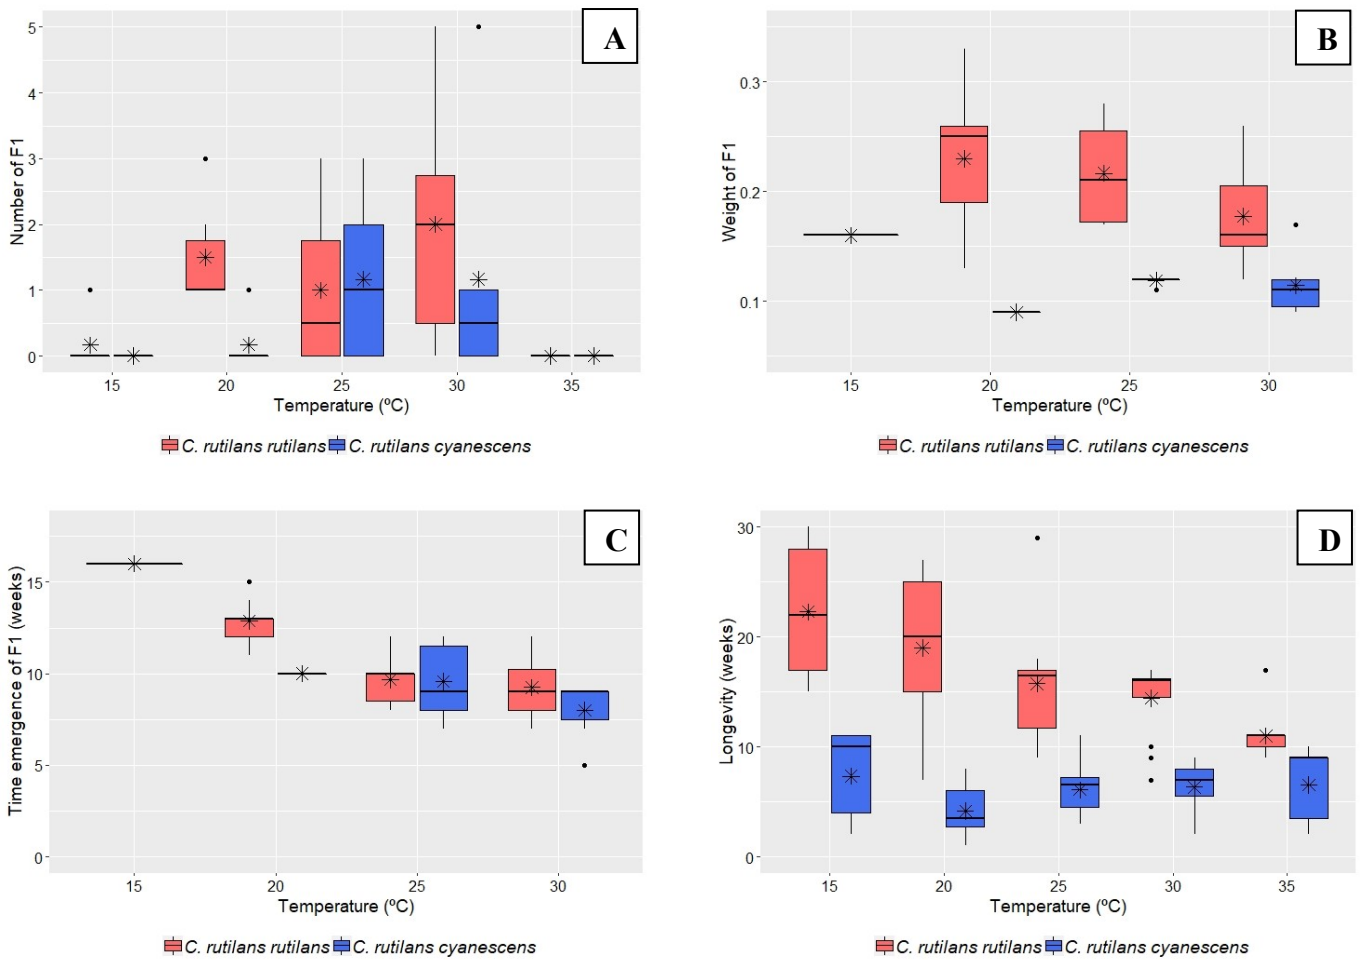 A
Number of F1
5
4
3
2
1
0
15 20 25 30 35
Temperature (ºC)
C. rutilans rutilans C. rutilans cyanescens
B
Weight of F1
0.3
0.2
0.1
15 20 25 30
Temperature (ºC)
C. rutilans rutilans C. rutilans cyanescens
C
Time emergence of F1 (weeks)
15
10
5
0
15 20 25 30
Temperature (ºC)
C. rutilans rutilans C. rutilans cyanescens
D
Longevity (weeks)
30
20
10
0
15 20 25 30 35
Temperature (ºC)
C. rutilans rutilans C. rutilans cyanescens